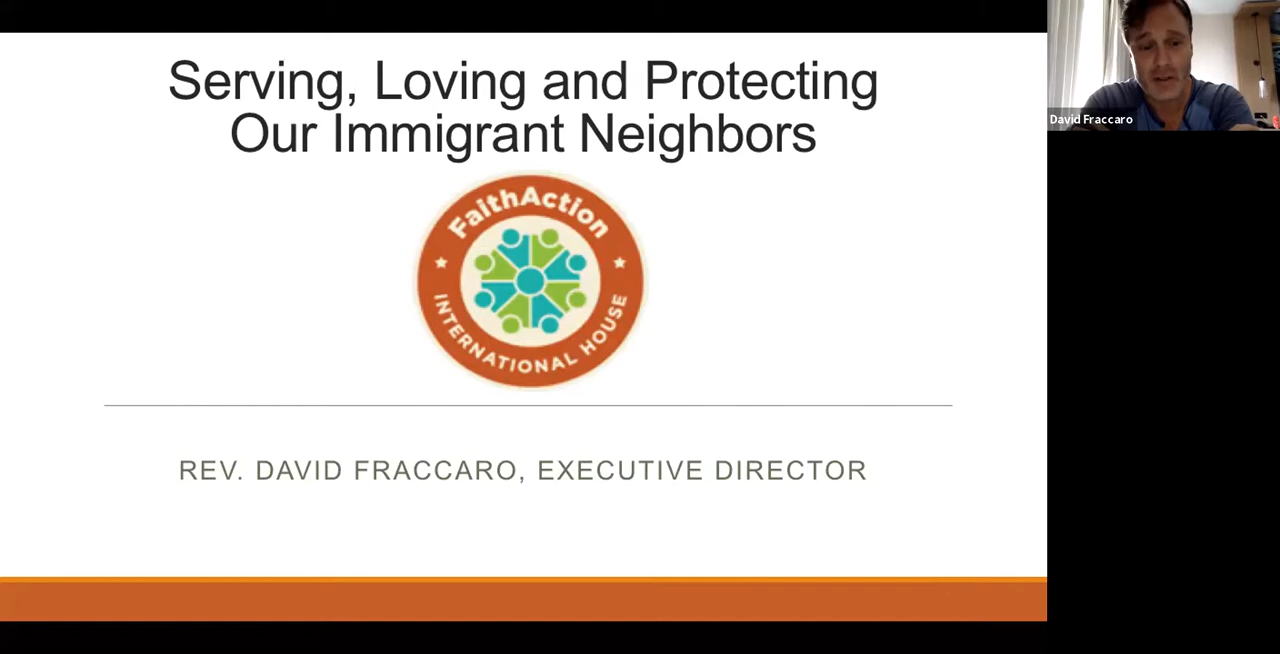 Serving, Loving and Protecting
Our Immigrant Neighbors
FaithAction
INTERNATIONAL HOUSE
REV. DAVID FRACCARO, EXECUTIVE DIRECTOR
David Fraccaro